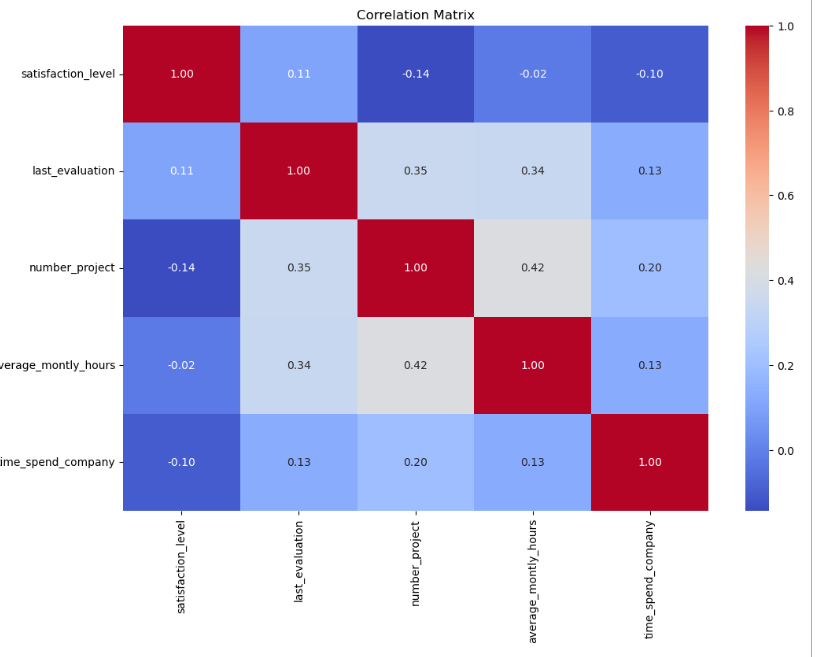 Correlation Matrix
satisfaction_level 1.00 0.11 -0.14 -0.02 -0.10
last_evaluation 0.11 1.00 0.35 0.34 0.13
number_project -0.14 0.35 1.00 0.42 0.20
verage_montly_hours -0.02 0.34 0.42 1.00 0.13
ime_spend_company -0.10 0.13 0.20 0.13 1.00
satisfaction_level
last_evaluation
number_project
average_montly_hours
time_spend_company
1.0
0.8
0.6
0.4
0.2
0.0